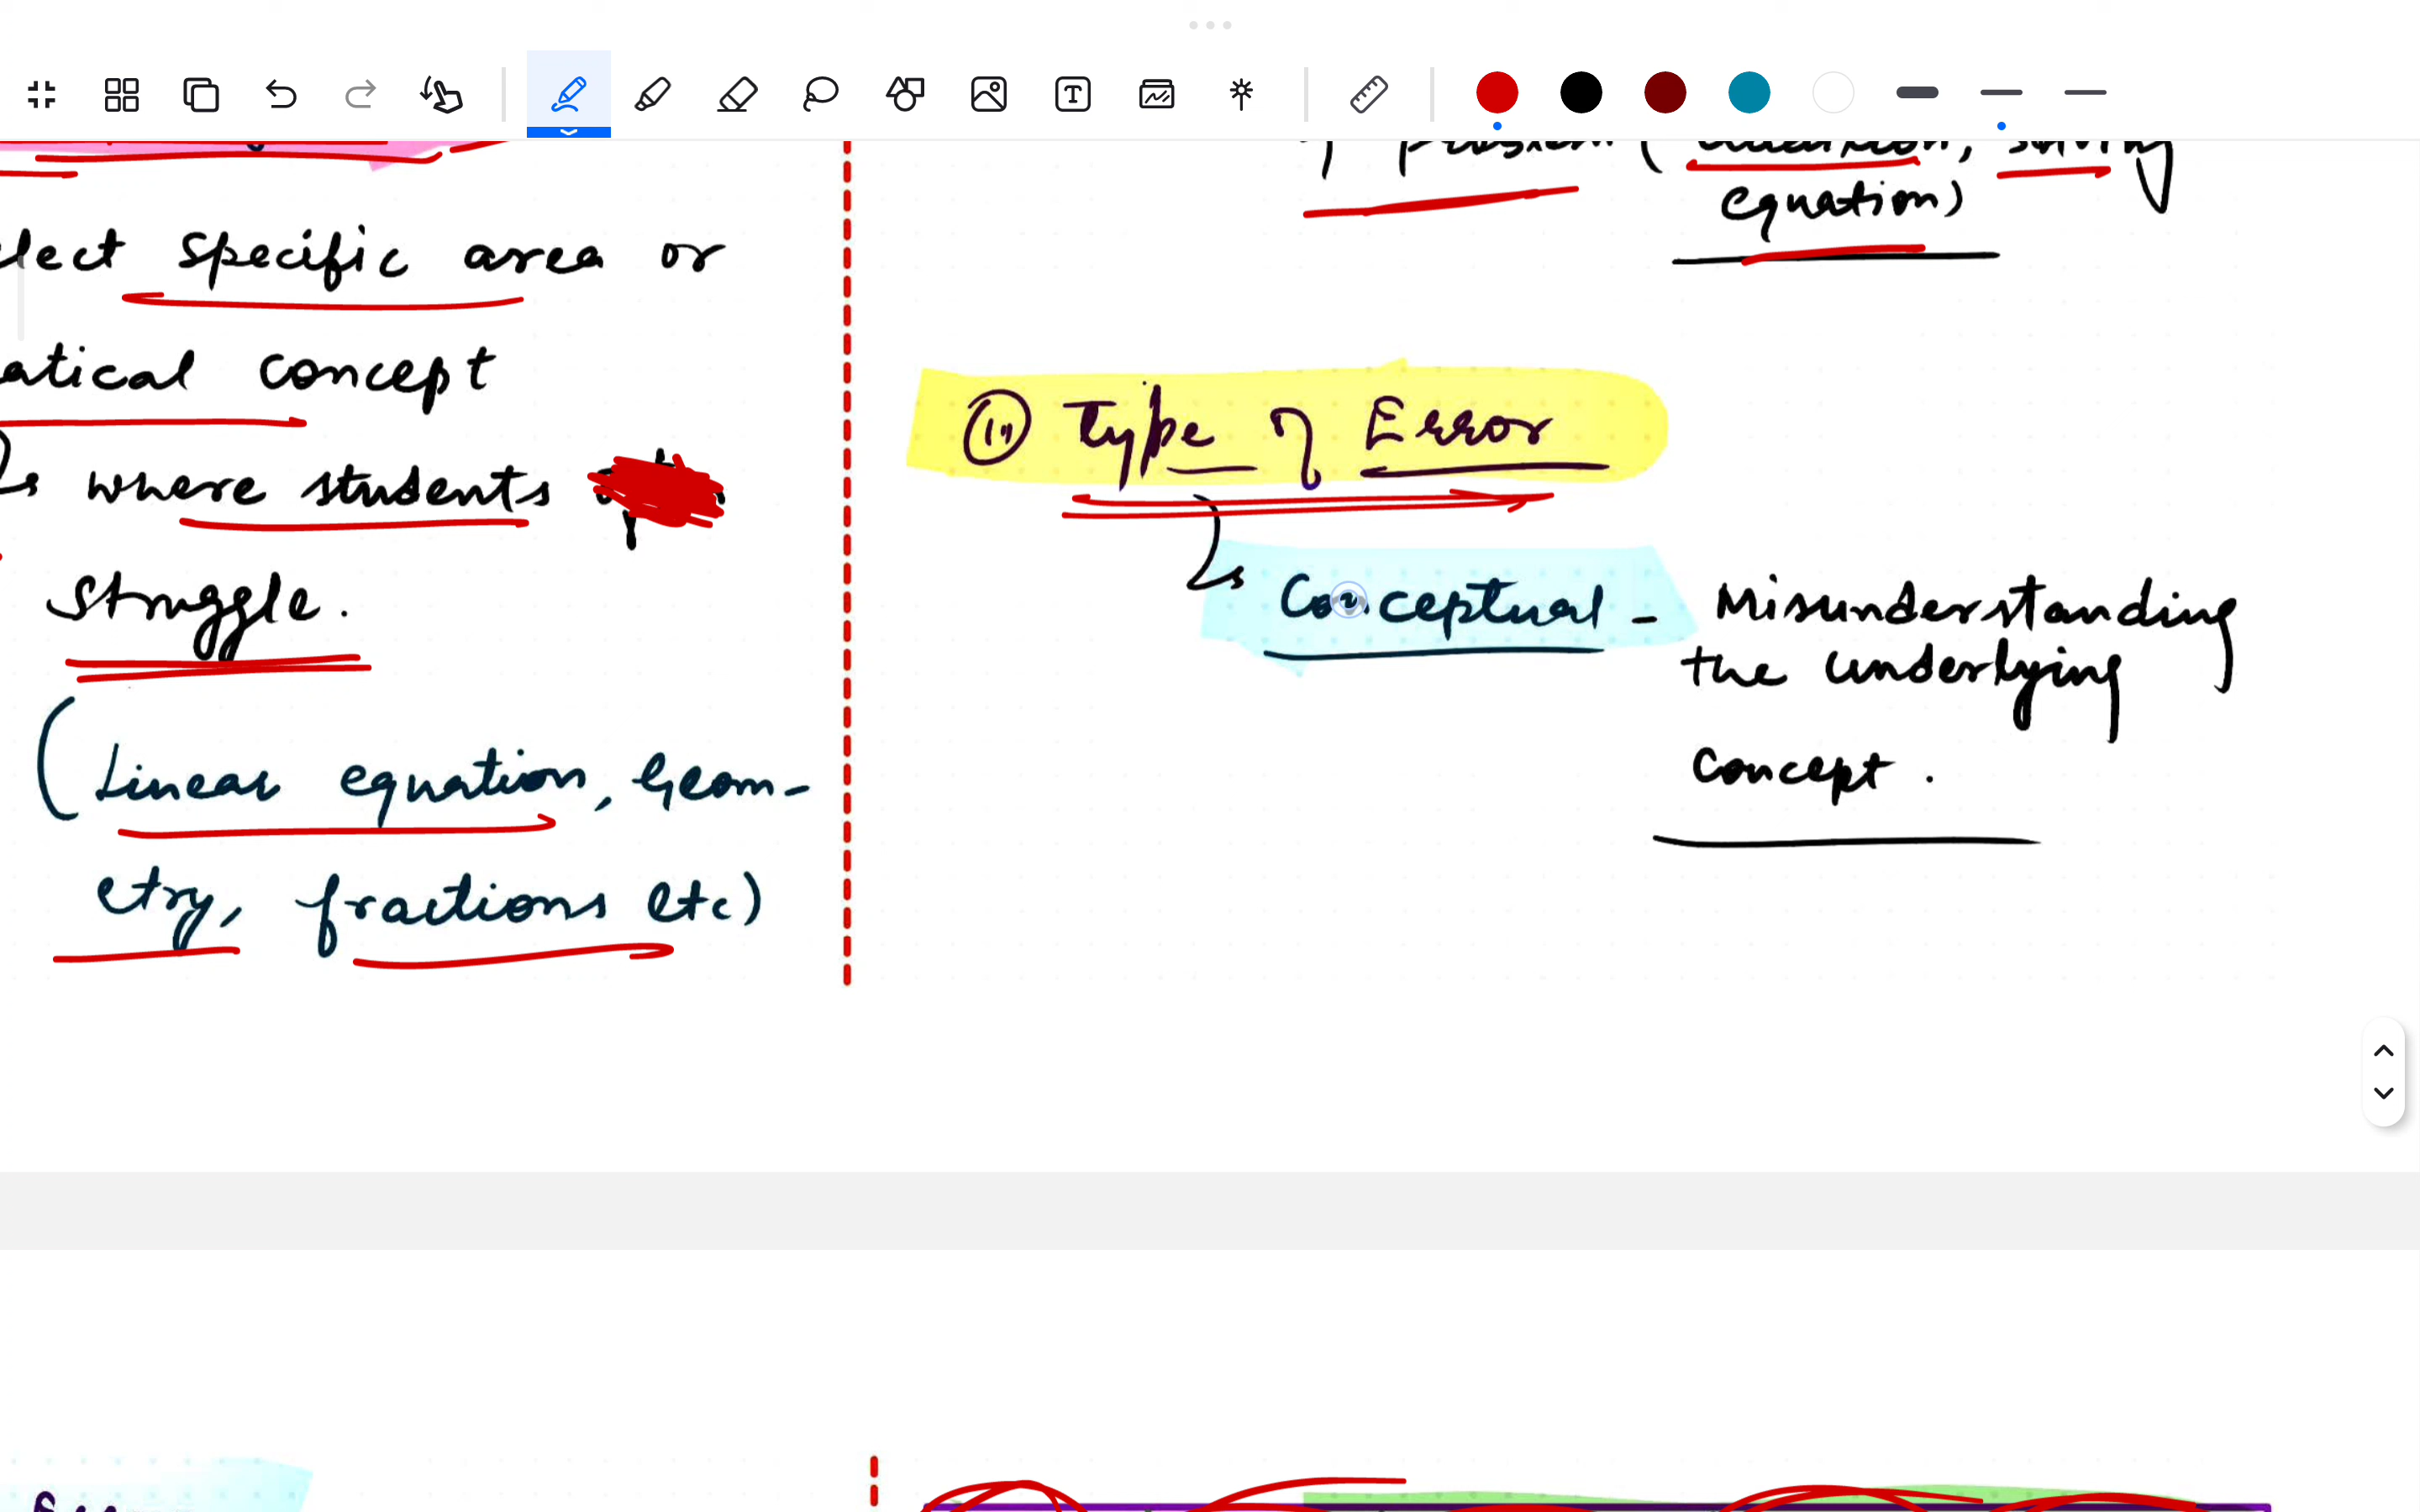 lect specific area or
atical concept
where students
struggle.
(Linear equation, Geom-
etry, fractions etc)
problem (
equation)
Type of Error
Conceptual - Misunderstanding
the underlying
concept.